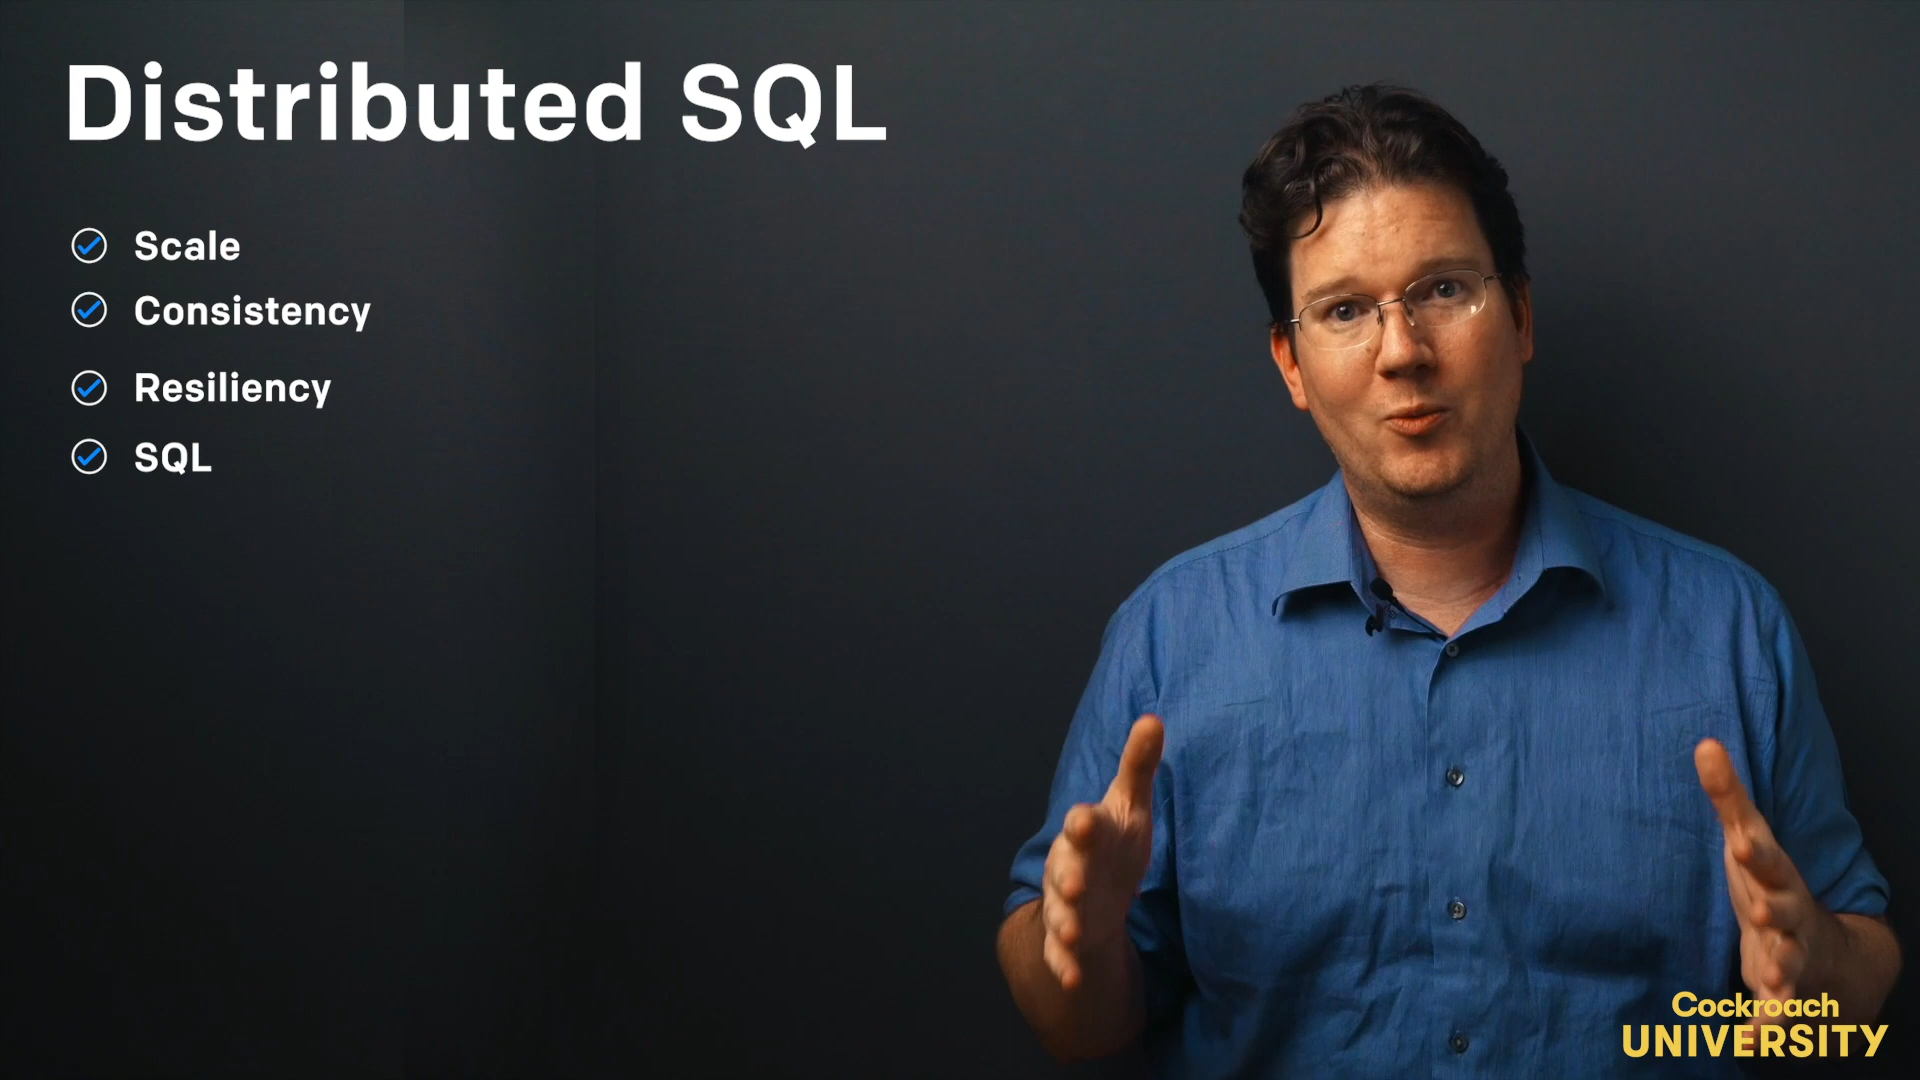 Distributed SQL
Scale
Consistency
Resiliency
SQL
Cockroach
UNIVERSITY